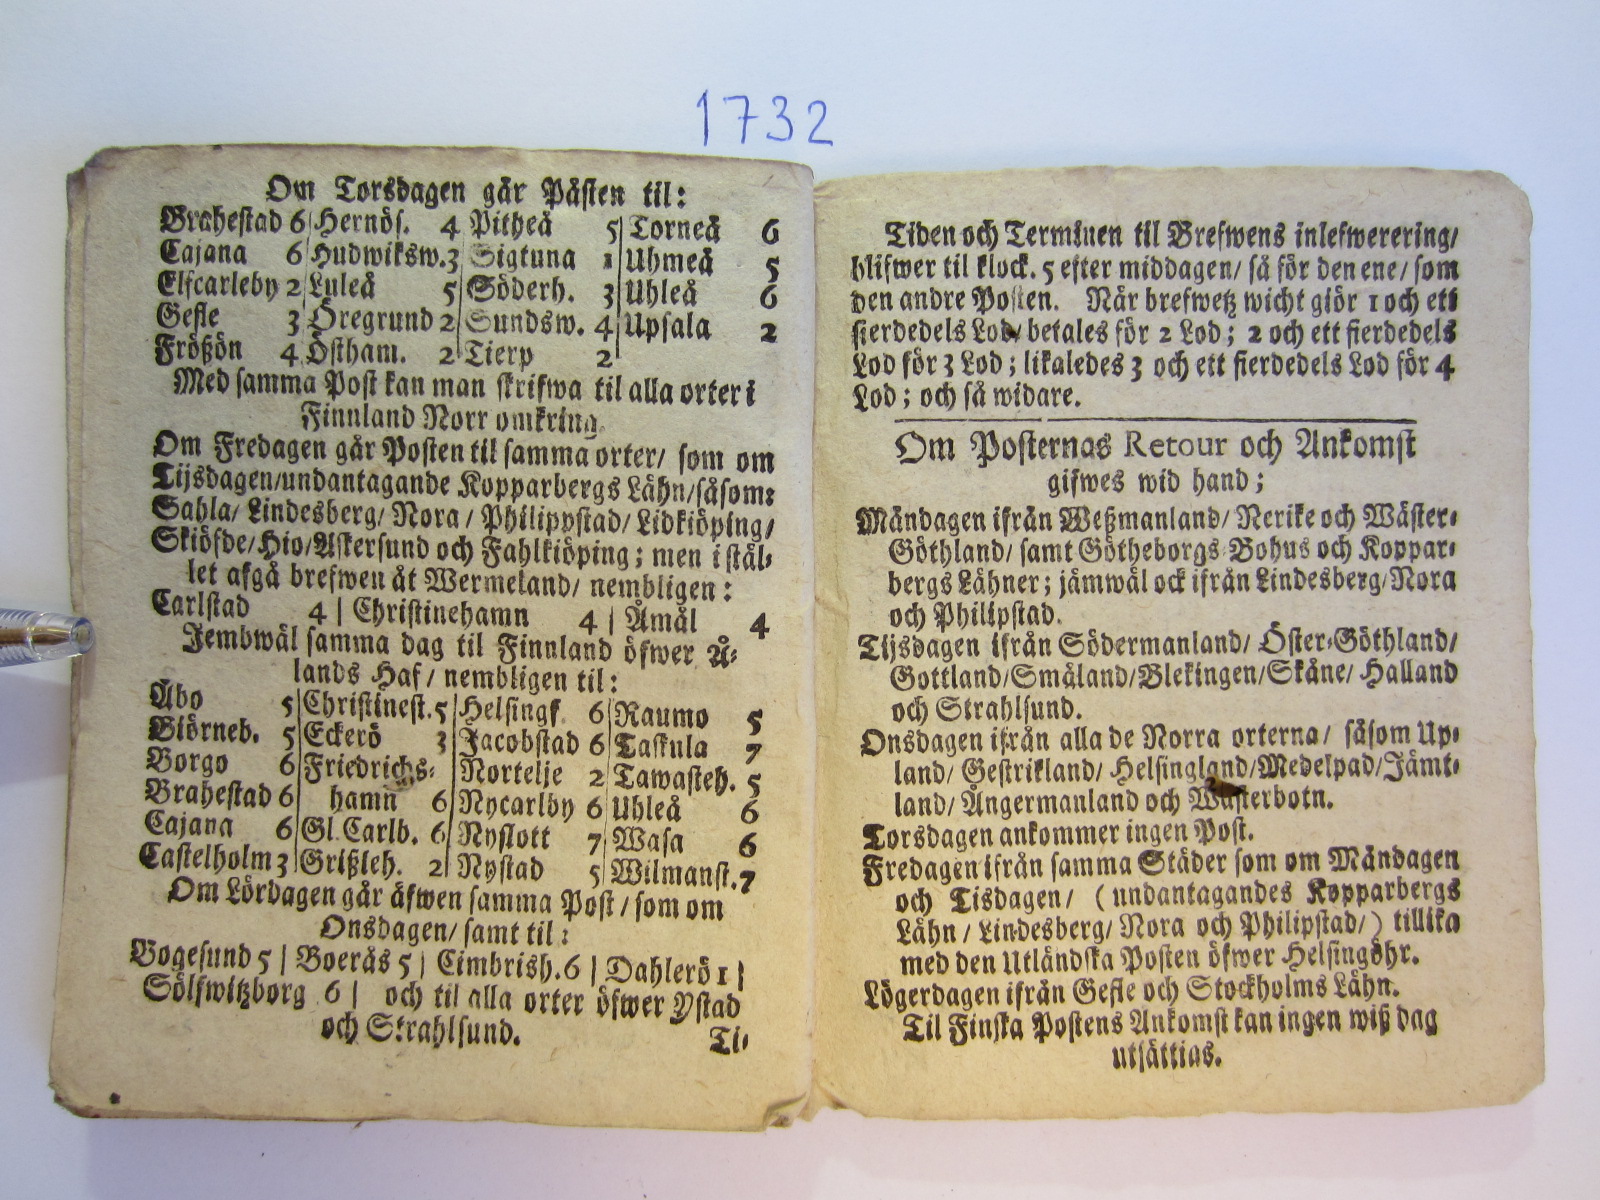 1732
Om Torsdagen går Påsten til:
Brahestad 6 | Hernös. 4 | Pitheå 5 | Torneå 6
Cajana 6 | Hudwiksw. 3 | Sigtuna 1 | Uhmeå 5
Elfcarleby 2 | Luleå 5 | Söderh. 3 | Uhleå 6
Gefle 3 | Öregrund 2 | Sundsw. 4 | Upsala 2
Frößön 4 | Östham. 2 | Tierp 2
Med samma Post kan man skrifwa til alla orter i
Finnland Norr omkring.
Om Fredagen går Posten til samma orter/ som om
Tijsdagen/undantagande Kopparbergs Lähn/såsom:
Sahla/ Lindesberg/ Nora/ Philipystad/ Lidkiöping/
Skiöfde/Hio/Askersund och Fahlkiöping; men i stäl-
let afgå brefwen åt Wermeland/ nembligen:
Carlstad 4 | Christinehamn 4 | Åmål 4
Jembwäl samma dag til Finnland öfwer Å-
lands Haf/ nembligen til:
Åbo 5 | Christinest. 5 | Helsingf. 6 | Raumo 5
Biörneb. 5 | Eckerö 3 | Jacobstad 6 | Taskula 7
Borgo 6 | Friedrichs- | Nortelje 2 | Tawasteh. 5
Brahestad 6 | hamn 6 | Nycarlby 6 | Uhleå 6
Cajana 6 | Gl. Carlb. 6 | Nyslott 7 | Wasa 6
Castelholm 3 | Grißleh. 2 | Nystad 5 | Wilmanst. 7
Om Lördagen går äfwen samma Post/ som om
Onsdagen/ samt til:
Bogesund 5 | Boerås 5 | Cimbrish. 6 | Dahlerö 1 |
Sölfwitzborg 6 | och til alla orter öfwer Ystad
och Strahlsund.
Ti-
Tiden och Terminen til Brefwens inlefwerering/
blifwer til klock. 5 efter middagen/ så för den ene/ som
den andre Posten. När brefwetz wicht giör 1 och ett
fierdedels Lod/ betales för 2 Lod; 2 och ett fierdedels
Lod för 3 Lod; likaledes 3 och ett fierdedels Lod för 4
Lod; och så widare.
Om Posternas Retour och Ankomst
gifwes wid hand;
Måndagen ifrån Weßmanland/ Nerike och Wäster-
Göthland/ samt Götheborgs Bohus och Koppar-
bergs Lähner; jämwäl ock ifrån Lindesberg/Nora
och Philipstad.
Tijsdagen ifrån Södermanland/ Öster-Göthland/
Gottland/Småland/Blekingen/Skåne/ Halland
och Strahlsund.
Onsdagen ifrån alla de Norra orterna/ såsom Up-
land/ Gestrikland/ Helsingland/Medelpad/Jämt-
land/ Ångermanland och Wästerbotn.
Torsdagen ankommer ingen Post.
Fredagen ifrån samma Städer som om Måndagen
och Tisdagen/ (undantagandes Kopparbergs
Lähn/ Lindesberg/ Nora och Philipstad/) tillika
med den Utländska Posten öfwer Helsingöhr.
Lögerdagen ifrån Gefle och Stockholms Lähn.
Til Finska Postens Ankomst kan ingen wiß dag
utsättias.